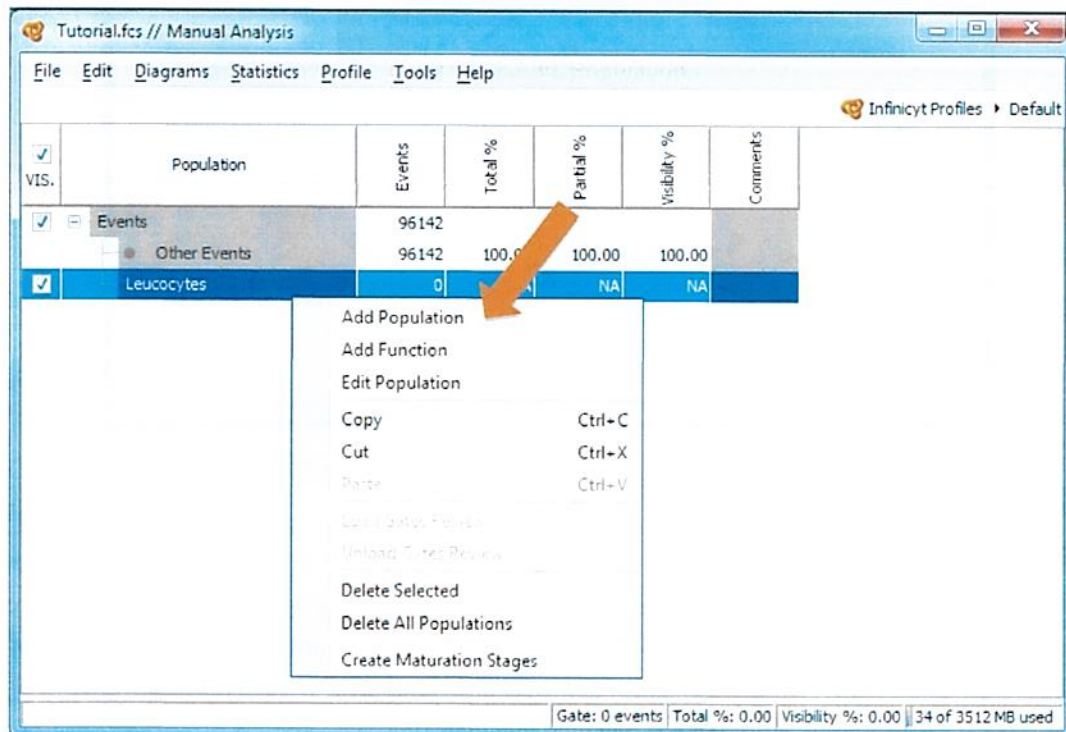 Tutorial.fcs // Manual Analysis
File Edit Diagrams Statistics Profile Tools Help
Infinicyt Profiles ▸ Default
VIS. Population Events Total % Partial % Visibility % Comments
Events 96142
Other Events 96142 100.0 100.00 100.00
Leucocytes 0 NA NA
Add Population
Add Function
Edit Population
Copy Ctrl+C
Cut Ctrl+X
Paste Ctrl+V
Unload Gates Review
Delete Selected
Delete All Populations
Create Maturation Stages
Gate: 0 events Total %: 0.00 Visibility %: 0.00 34 of 3512 MB used